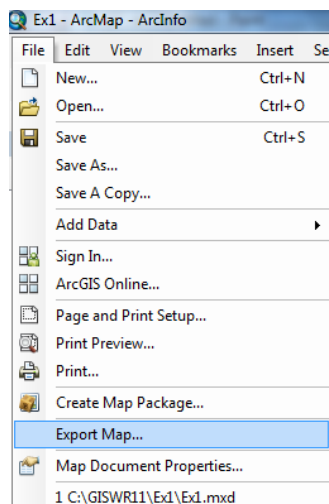 Ex1 - ArcMap - ArcInfo
File Edit View Bookmarks Insert Se
New... Ctrl+N
Open... Ctrl+O
Save Ctrl+S
Save As...
Save A Copy...
Add Data
Sign In...
ArcGIS Online...
Page and Print Setup...
Print Preview...
Print...
Create Map Package...
Export Map...
Map Document Properties...
1 C:\GISWR11\Ex1\Ex1.mxd